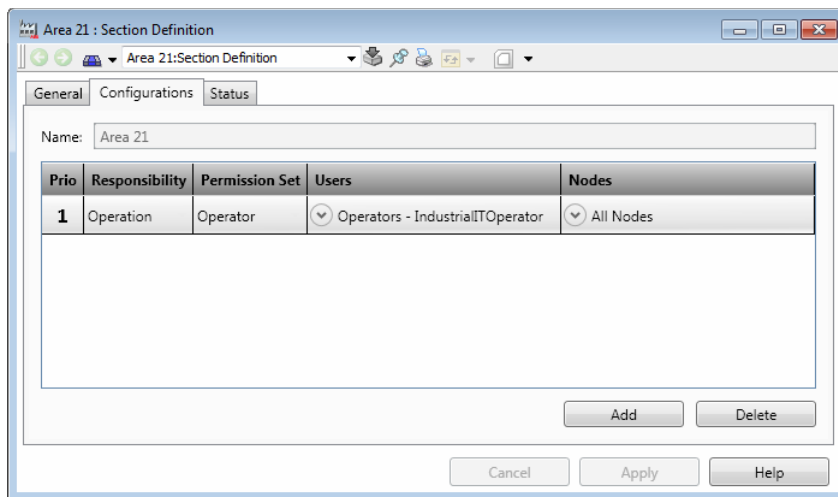 Area 21 : Section Definition
Area 21:Section Definition
General Configurations Status
Name: Area 21
Prio Responsibility Permission Set Users Nodes
1 Operation Operator Operators - IndustrialITOperator All Nodes
Add Delete
Cancel Apply Help